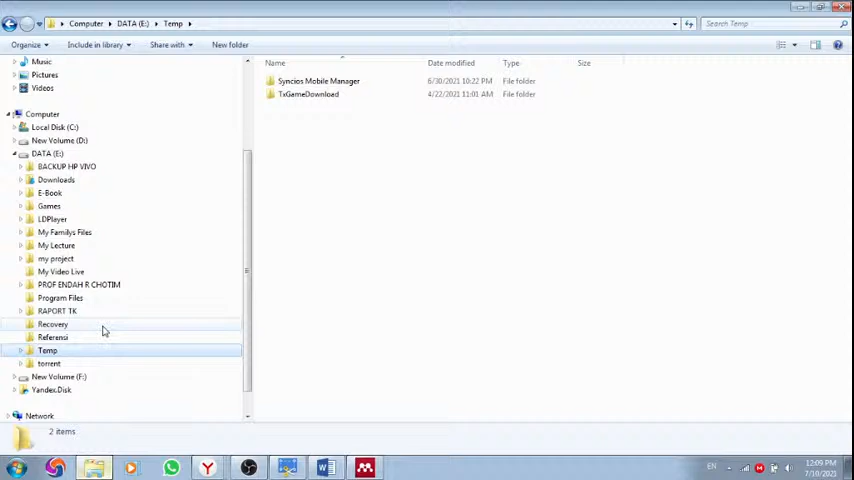 Computer DATA (E:) Temp
Search Temp
Organize Include in library Share with New folder
Music
Pictures
Videos
Computer
Local Disk (C:)
New Volume (D:)
DATA (E:)
BACKUP HP VIVO
Downloads
E-Book
Games
LDPlayer
My Familys Files
My Lecture
my project
My Video Live
PROF ENDAH R CHOTIM
Program Files
RAPORT TK
Recovery
Referensi
Temp
torrent
New Volume (F:)
Yandex.Disk
Network
Name Date modified Type Size
Syncios Mobile Manager 6/30/2021 10:22 PM File folder
TxGameDownload 4/22/2021 11:01 AM File folder
2 items
EN
12:09 PM
7/10/2021